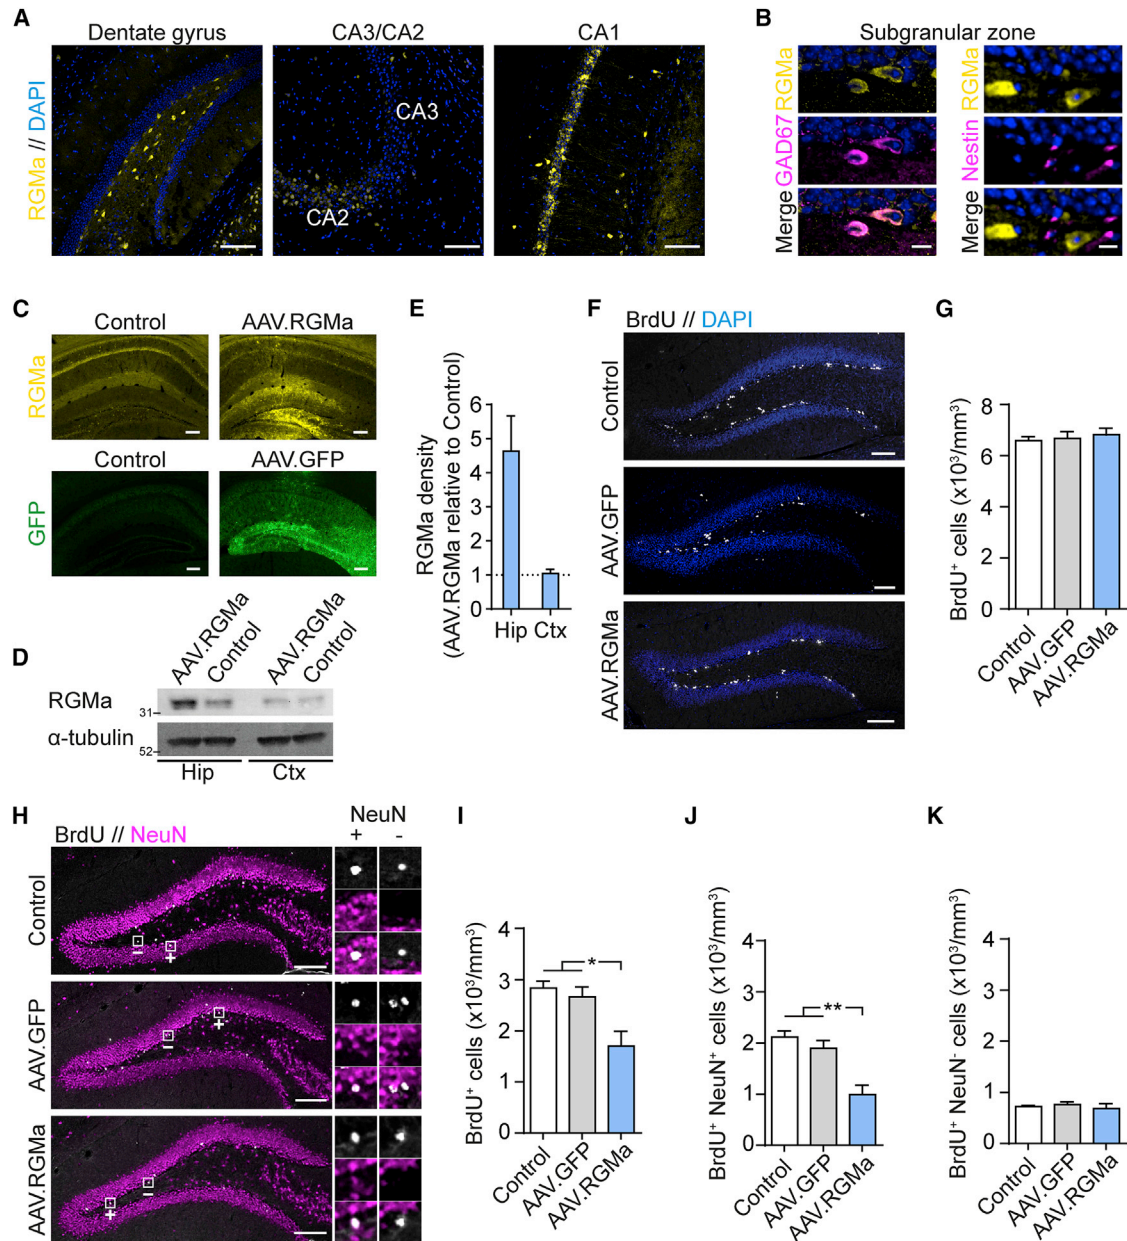 A
Dentate gyrus
CA3/CA2
CA1
RGMa // DAPI
CA3
CA2
B
Subgranular zone
RGMa
GAD67
Merge
RGMa
Nestin
Merge
C
Control
AAV.RGMa
RGMa
Control
AAV.GFP
GFP
D
AAV.RGMa
Control
AAV.RGMa
Control
RGMa
31
α-tubulin
52
Hip
Ctx
E
RGMa density
(AAV.RGMa relative to Control)
6
5
4
3
2
1
0
Hip
Ctx
F
BrdU // DAPI
Control
AAV.GFP
AAV.RGMa
G
BrdU⁺ cells (x10³/mm³)
8
6
4
2
0
Control
AAV.GFP
AAV.RGMa
H
BrdU // NeuN
NeuN
+ -
Control
- +
AAV.GFP
+
-
AAV.RGMa
-
+
I
BrdU⁺ cells (x10³/mm³)
4
3
2
1
0
*
Control
AAV.GFP
AAV.RGMa
J
BrdU⁺ NeuN⁺ cells (x10³/mm³)
4
3
2
1
0
**
Control
AAV.GFP
AAV.RGMa
K
BrdU⁺ NeuN⁻ cells (x10³/mm³)
4
3
2
1
0
Control
AAV.GFP
AAV.RGMa